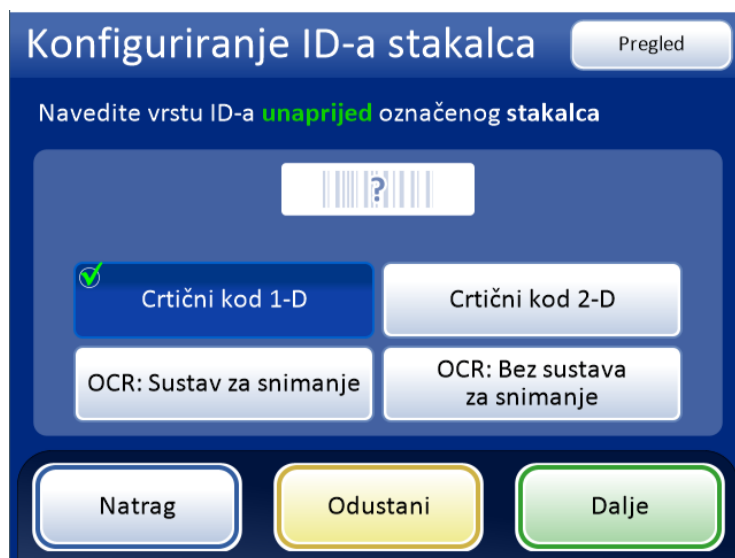 Konfiguriranje ID-a stakalca
Pregled
Navedite vrstu ID-a unaprijed označenog stakalca
?
Crtični kod 1-D
Crtični kod 2-D
OCR: Sustav za snimanje
OCR: Bez sustava
za snimanje
Natrag
Odustani
Dalje